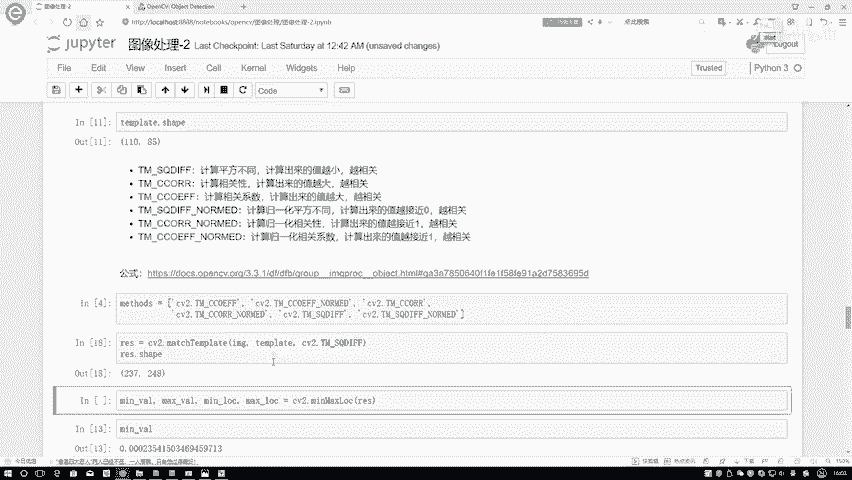 图像处理-2
OpenCV: Object Detection
http://localhost:8888/notebooks/opencv/图像处理/图像处理-2.ipynb
点此搜索
jupyter 图像处理-2 Last Checkpoint: Last Saturday at 12:42 AM (unsaved changes)
Logout
File Edit View Insert Cell Kernel Widgets Help
Trusted
Python 3
Code
In [11]: template.shape
Out[11]: (110, 85)
TM_SQDIFF：计算平方不同，计算出来的值越小，越相关
TM_CCORR：计算相关性，计算出来的值越大，越相关
TM_CCOEFF：计算相关系数，计算出来的值越大，越相关
TM_SQDIFF_NORMED：计算归一化平方不同，计算出来的值越接近0，越相关
TM_CCORR_NORMED：计算归一化相关性，计算出来的值越接近1，越相关
TM_CCOEFF_NORMED：计算归一化相关系数，计算出来的值越接近1，越相关
公式：https://docs.opencv.org/3.3.1/df/dfb/group__imgproc__object.html#ga3a7850640f1fe1f58fe91a2d7583695d
In [4]: methods = ['cv2.TM_CCOEFF', 'cv2.TM_CCOEFF_NORMED', 'cv2.TM_CCORR',
'cv2.TM_CCORR_NORMED', 'cv2.TM_SQDIFF', 'cv2.TM_SQDIFF_NORMED']
In [18]: res = cv2.matchTemplate(img, template, cv2.TM_SQDIFF)
res.shape
Out[18]: (237, 248)
In [ ]: min_val, max_val, min_loc, max_loc = cv2.minMaxLoc(res)
In [13]: min_val
Out[13]: 0.00023541503469459713
今日优选
150%
16:03